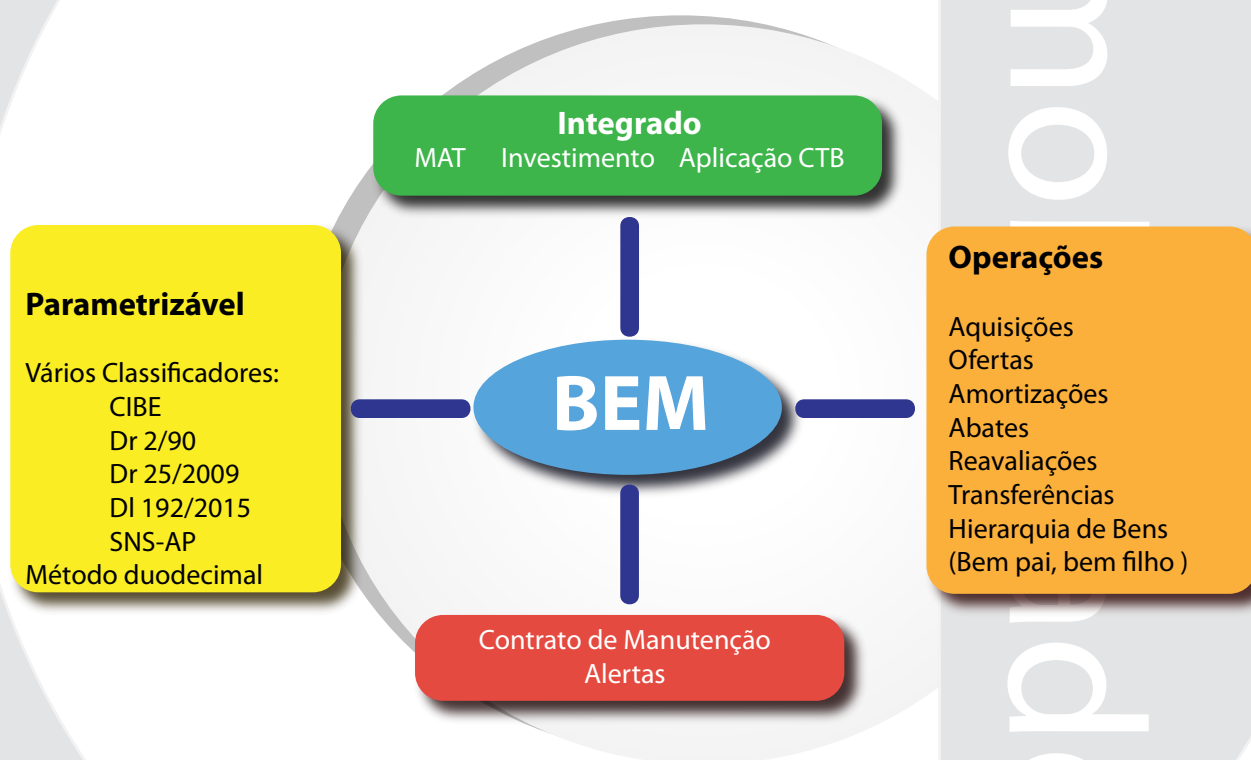 Integrado
MAT Investimento Aplicação CTB
Parametrizável
Vários Classificadores:
CIBE
Dr 2/90
Dr 25/2009
Dl 192/2015
SNS-AP
Método duodecimal
BEM
Operações
Aquisições
Ofertas
Amortizações
Abates
Reavaliações
Transferências
Hierarquia de Bens
(Bem pai, bem filho )
Contrato de Manutenção
Alertas